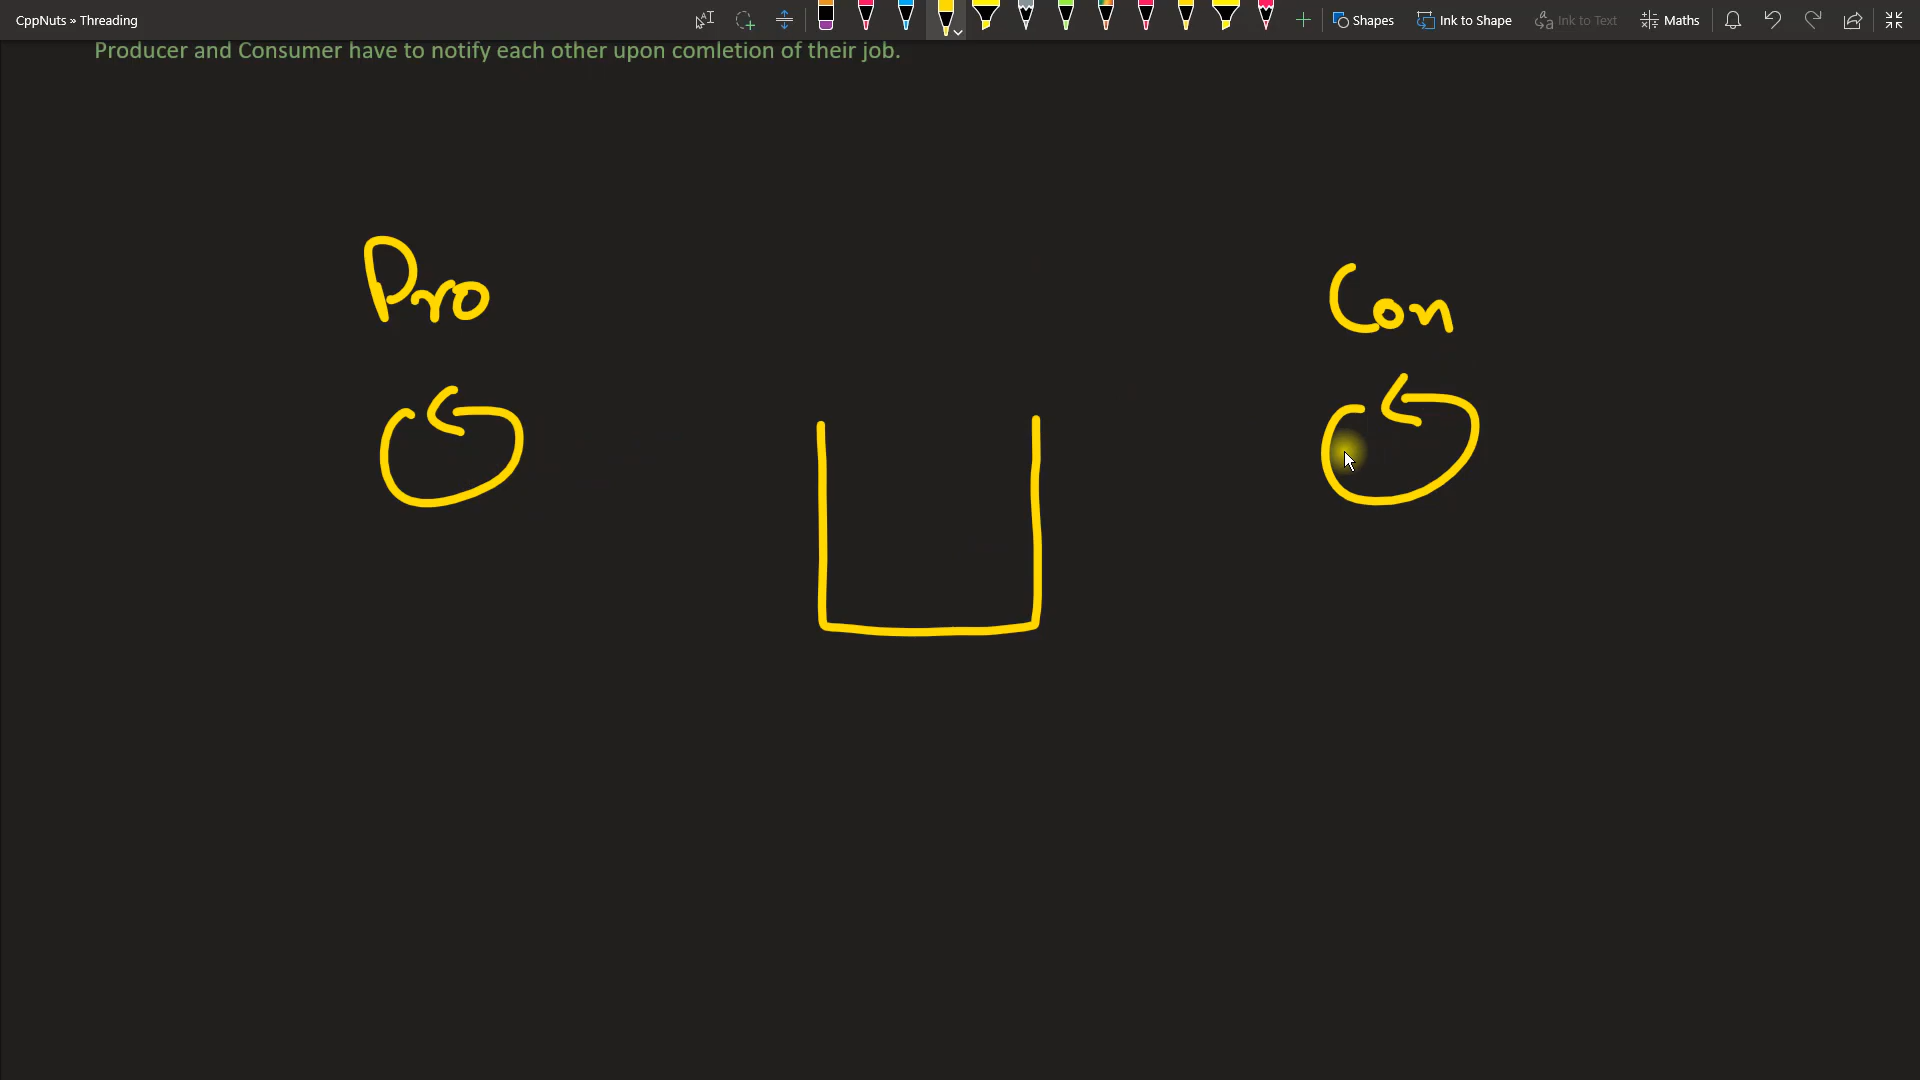 CppNuts » Threading
Shapes Ink to Shape Ink to Text Maths
Producer and Consumer have to notify each other upon comletion of their job.
Pro
Con